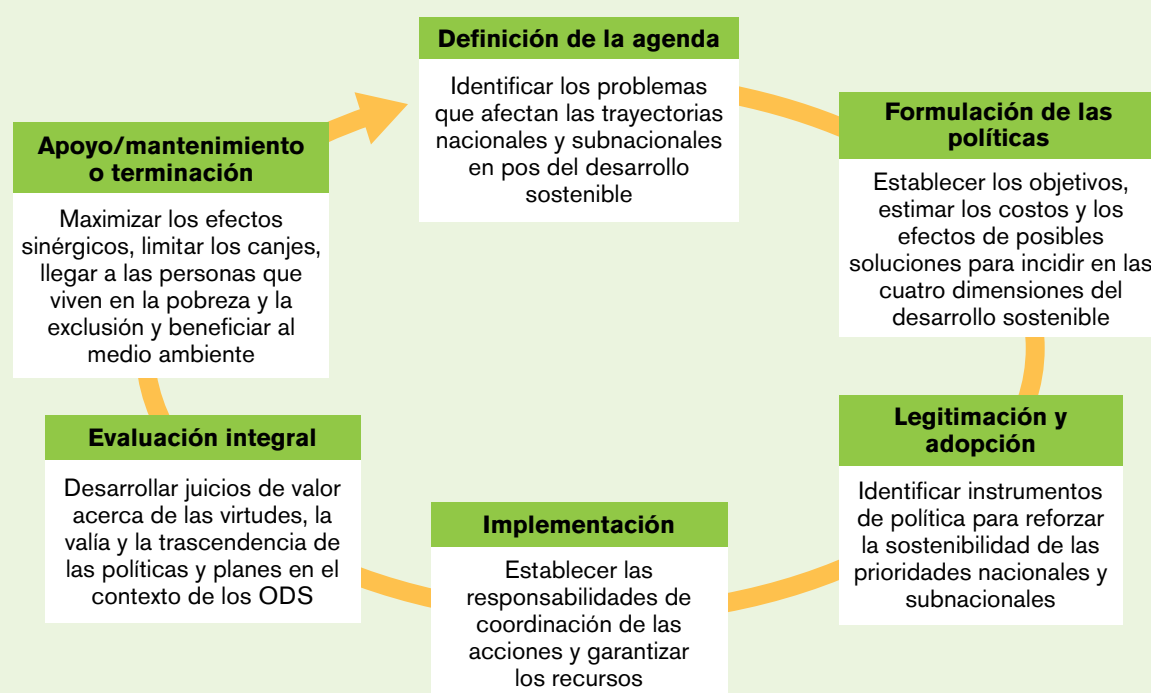 Definición de la agenda
Identificar los problemas
que afectan las trayectorias
nacionales y subnacionales
en pos del desarrollo
sostenible
Formulación de las
políticas
Establecer los objetivos,
estimar los costos y los
efectos de posibles
soluciones para incidir en las
cuatro dimensiones del
desarrollo sostenible
Legitimación y
adopción
Identificar instrumentos
de política para reforzar
la sostenibilidad de las
prioridades nacionales y
subnacionales
Implementación
Establecer las
responsabilidades de
coordinación de las
acciones y garantizar
los recursos
Evaluación integral
Desarrollar juicios de valor
acerca de las virtudes, la
valía y la trascendencia de
las políticas y planes en el
contexto de los ODS
Apoyo/mantenimiento
o terminación
Maximizar los efectos
sinérgicos, limitar los canjes,
llegar a las personas que
viven en la pobreza y la
exclusión y beneficiar al
medio ambiente